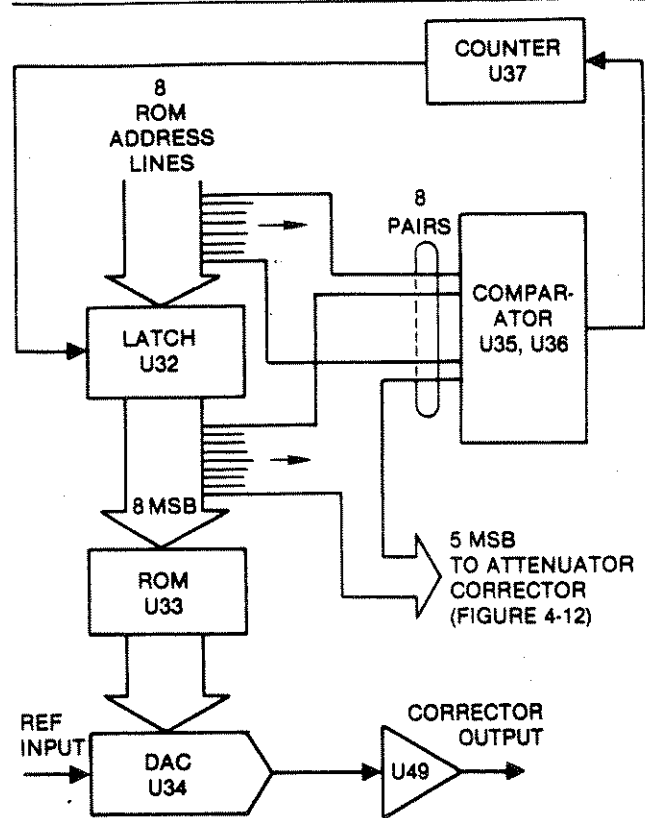 COUNTER
U37
8
ROM
ADDRESS
LINES
8
PAIRS
COMPAR-
ATOR
U35, U36
LATCH
U32
8 MSB
5 MSB
TO ATTENUATOR
CORRECTOR
(FIGURE 4-12)
ROM
U33
REF
INPUT
DAC
U34
U49
CORRECTOR
OUTPUT